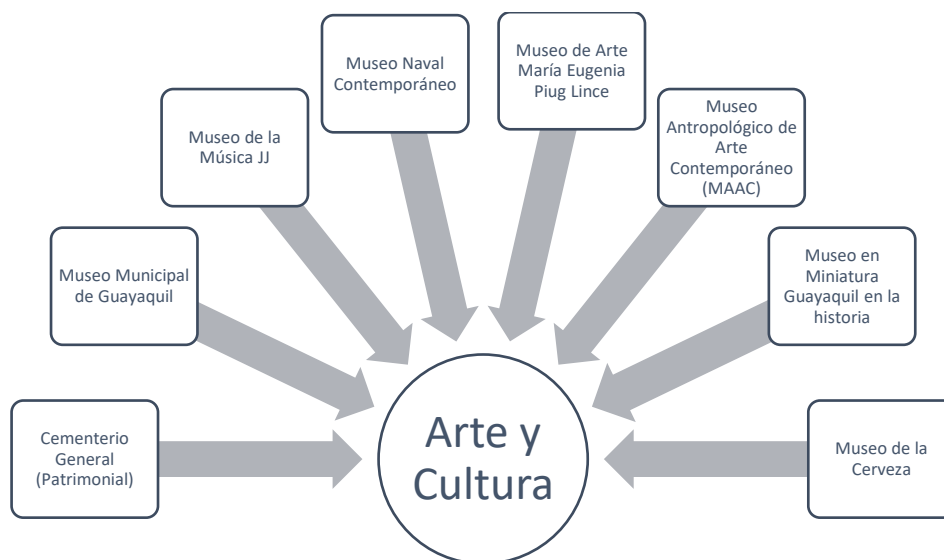 Museo Naval
Contemporáneo
Museo de Arte
María Eugenia
Piug Lince
Museo de la
Música JJ
Museo
Antropológico de
Arte
Contemporáneo
(MAAC)
Museo Municipal
de Guayaquil
Museo en
Miniatura
Guayaquil en la
historia
Cementerio
General
(Patrimonial)
Arte y
Cultura
Museo de la
Cerveza